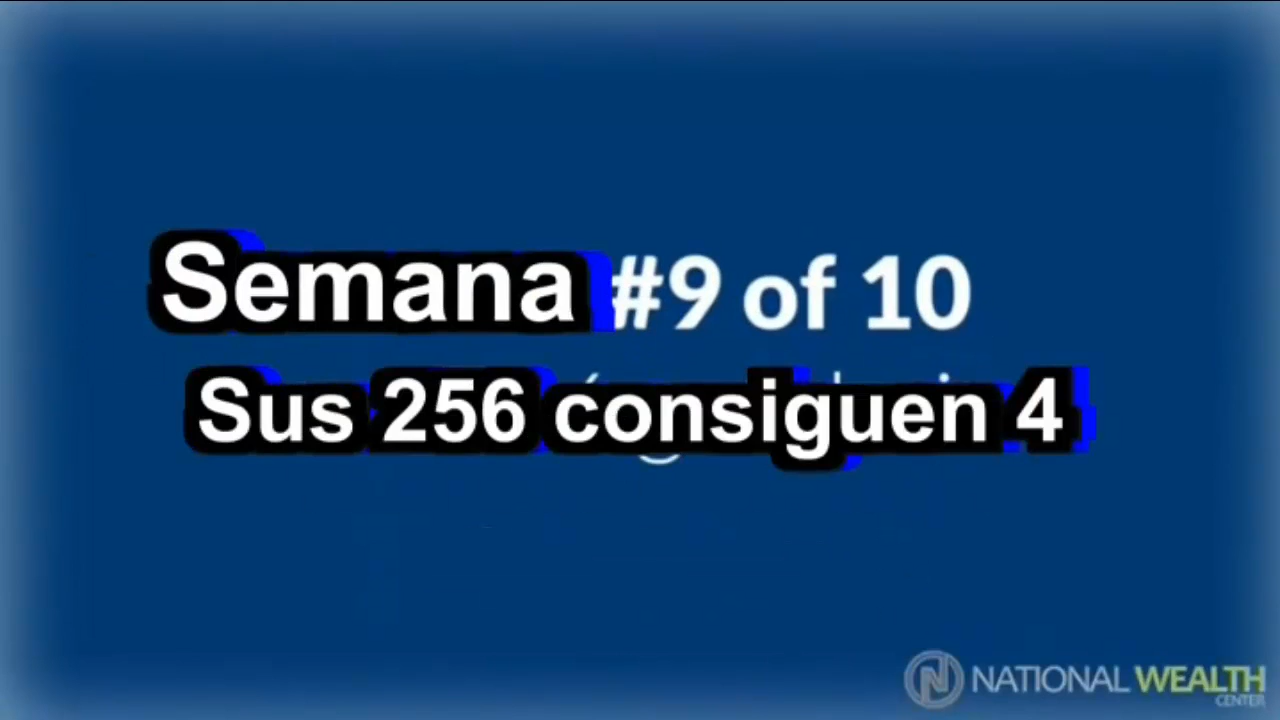 Semana #9 of 10
Sus 256 consiguen 4
NATIONAL WEALTH
CENTER